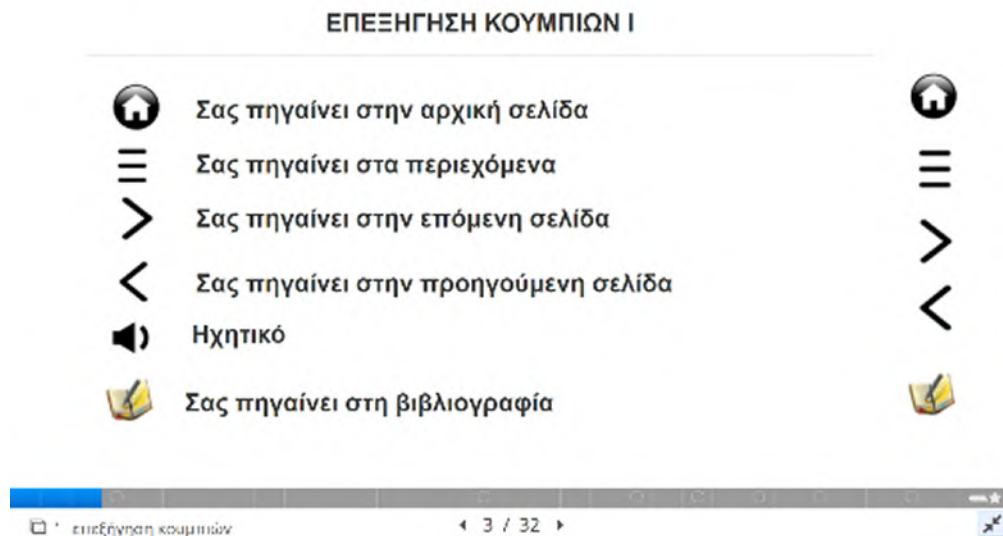 ΕΠΕΞΗΓΗΣΗ ΚΟΥΜΠΙΩΝ Ι
Σας πηγαίνει στην αρχική σελίδα
Σας πηγαίνει στα περιεχόμενα
Σας πηγαίνει στην επόμενη σελίδα
Σας πηγαίνει στην προηγούμενη σελίδα
Ηχητικό
Σας πηγαίνει στη βιβλιογραφία
επεξήγηση κουμπιών
3 / 32